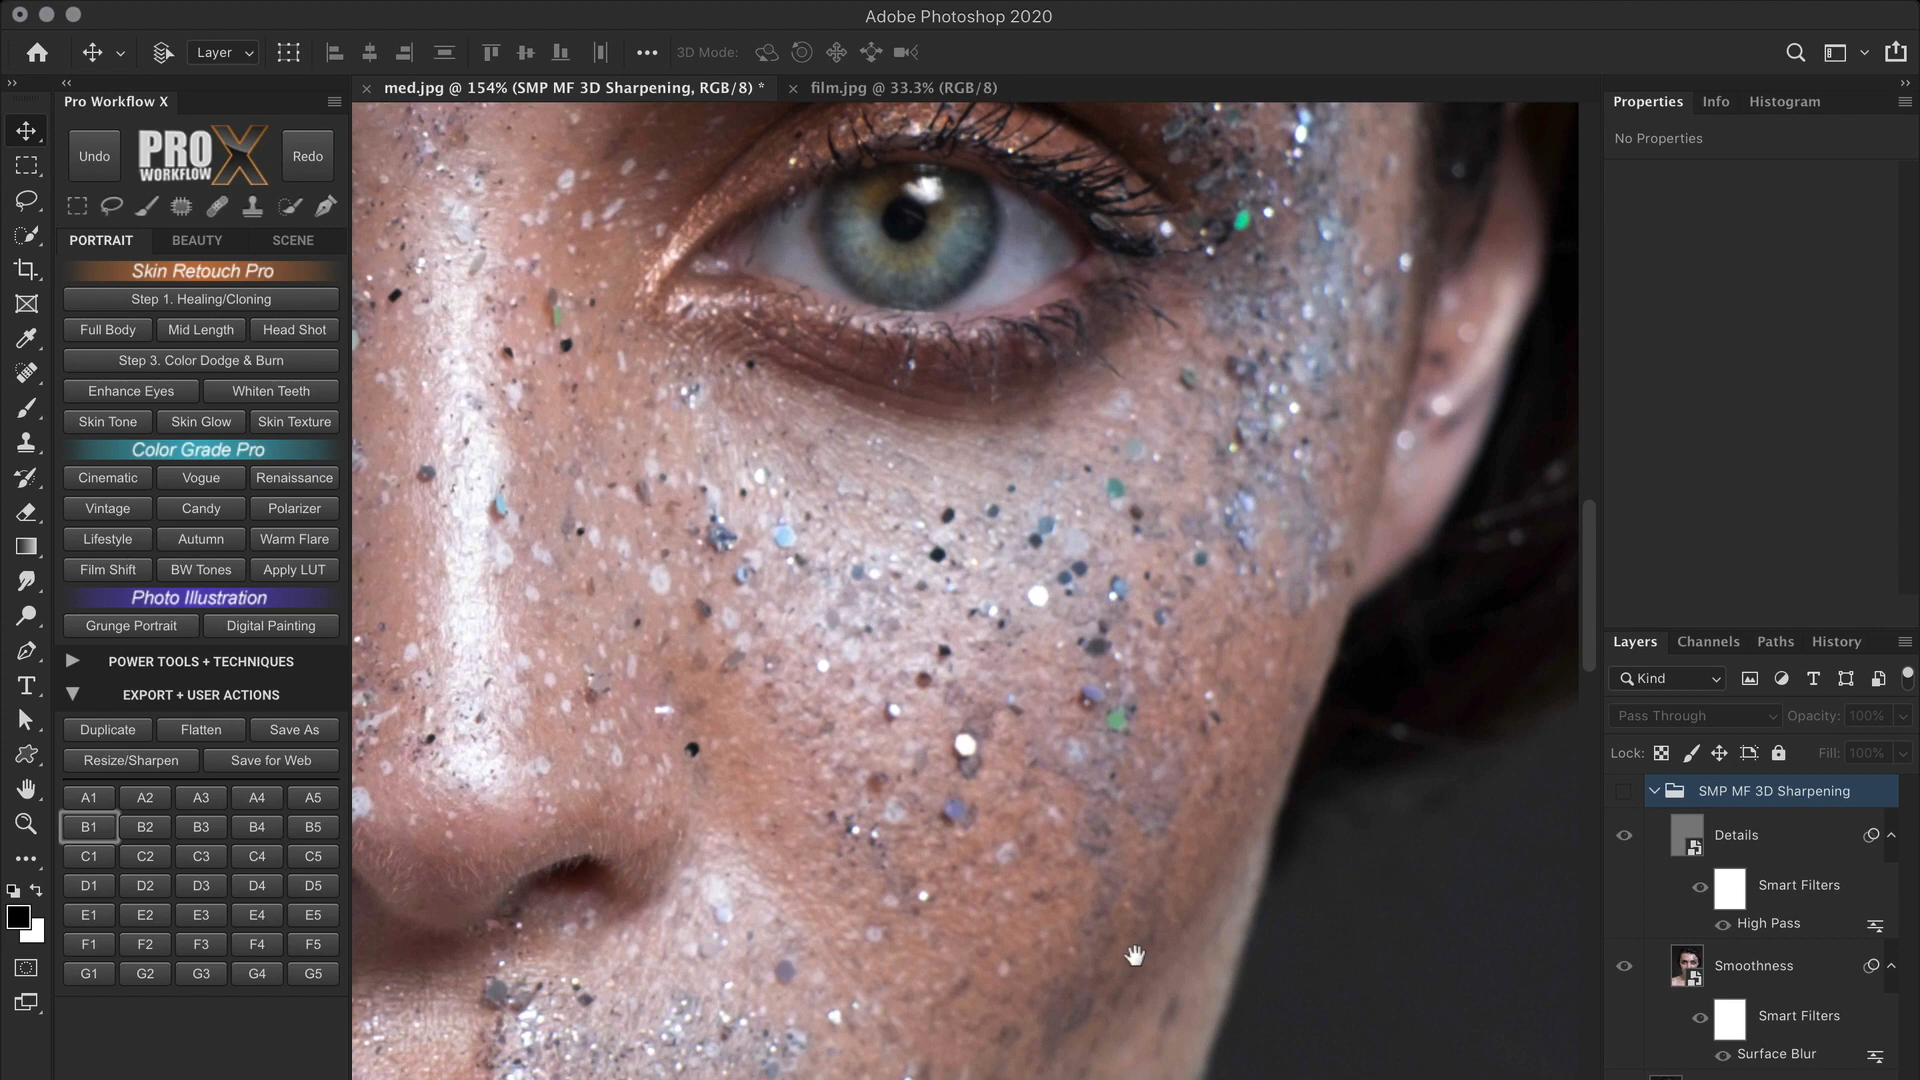 Adobe Photoshop 2020
Layer
3D Mode:
med.jpg @ 154% (SMP MF 3D Sharpening, RGB/8) *
film.jpg @ 33.3% (RGB/8)
Pro Workflow X
Undo
PRO X
WORKFLOW
Redo
PORTRAIT BEAUTY SCENE
Skin Retouch Pro
Step 1. Healing/Cloning
Full Body Mid Length Head Shot
Step 3. Color Dodge & Burn
Enhance Eyes Whiten Teeth
Skin Tone Skin Glow Skin Texture
Color Grade Pro
Cinematic Vogue Renaissance
Vintage Candy Polarizer
Lifestyle Autumn Warm Flare
Film Shift BW Tones Apply LUT
Photo Illustration
Grunge Portrait Digital Painting
POWER TOOLS + TECHNIQUES
EXPORT + USER ACTIONS
Duplicate Flatten Save As
Resize/Sharpen Save for Web
A1 A2 A3 A4 A5
B1 B2 B3 B4 B5
C1 C2 C3 C4 C5
D1 D2 D3 D4 D5
E1 E2 E3 E4 E5
F1 F2 F3 F4 F5
G1 G2 G3 G4 G5
Properties Info Histogram
No Properties
Layers Channels Paths History
Kind
Pass Through Opacity: 100%
Lock: Fill: 100%
SMP MF 3D Sharpening
Details
Smart Filters
High Pass
Smoothness
Smart Filters
Surface Blur